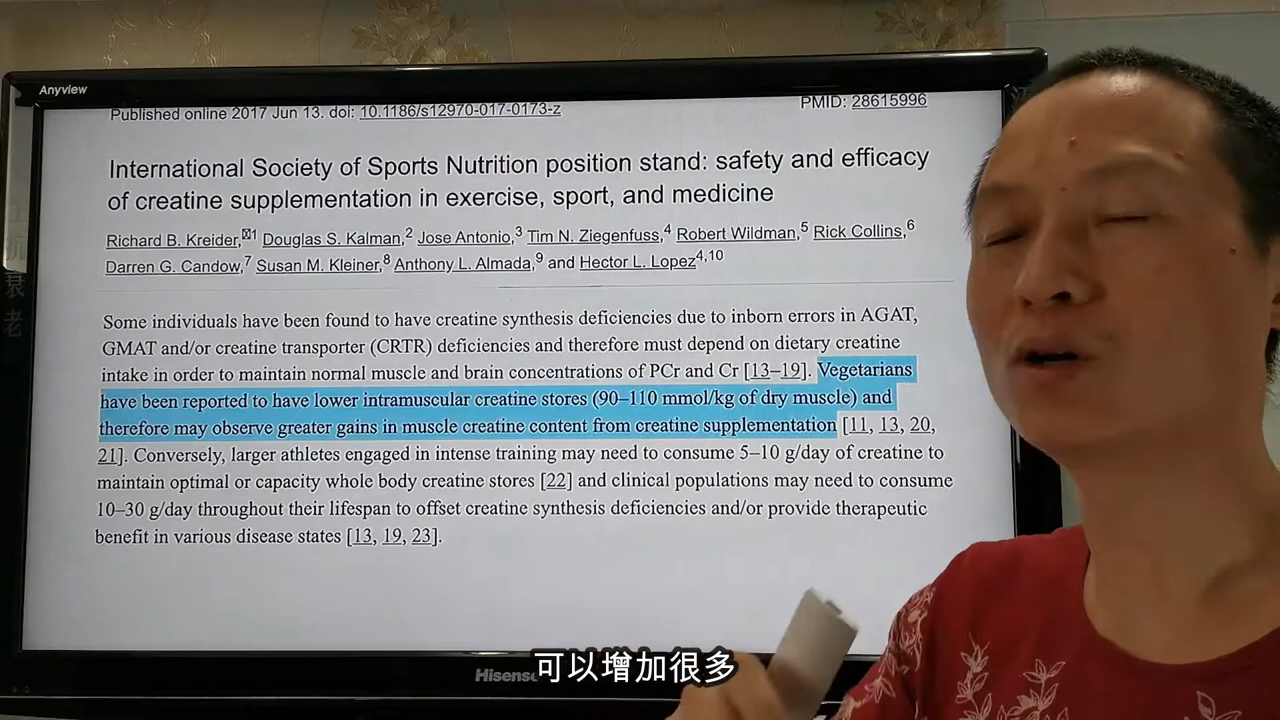 Anyview
Published online 2017 Jun 13. doi: 10.1186/s12970-017-0173-z
PMID: 28615996
International Society of Sports Nutrition position stand: safety and efficacy
of creatine supplementation in exercise, sport, and medicine
Richard B. Kreider,✉1 Douglas S. Kalman,2 Jose Antonio,3 Tim N. Ziegenfuss,4 Robert Wildman,5 Rick Collins,6
Darren G. Candow,7 Susan M. Kleiner,8 Anthony L. Almada,9 and Hector L. Lopez4,10
Some individuals have been found to have creatine synthesis deficiencies due to inborn errors in AGAT,
GMAT and/or creatine transporter (CRTR) deficiencies and therefore must depend on dietary creatine
intake in order to maintain normal muscle and brain concentrations of PCr and Cr [13–19]. Vegetarians
have been reported to have lower intramuscular creatine stores (90–110 mmol/kg of dry muscle) and
therefore may observe greater gains in muscle creatine content from creatine supplementation [11, 13, 20,
21]. Conversely, larger athletes engaged in intense training may need to consume 5–10 g/day of creatine to
maintain optimal or capacity whole body creatine stores [22] and clinical populations may need to consume
10–30 g/day throughout their lifespan to offset creatine synthesis deficiencies and/or provide therapeutic
benefit in various disease states [13, 19, 23].
Hisense
可以增加很多
衰老